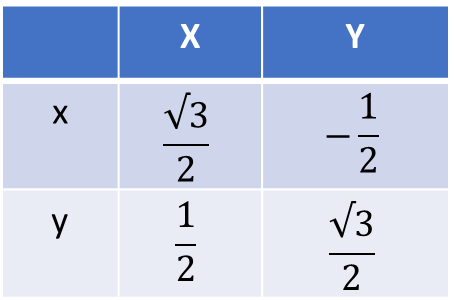 X Y
x √3/2 −1/2
y 1/2 √3/2